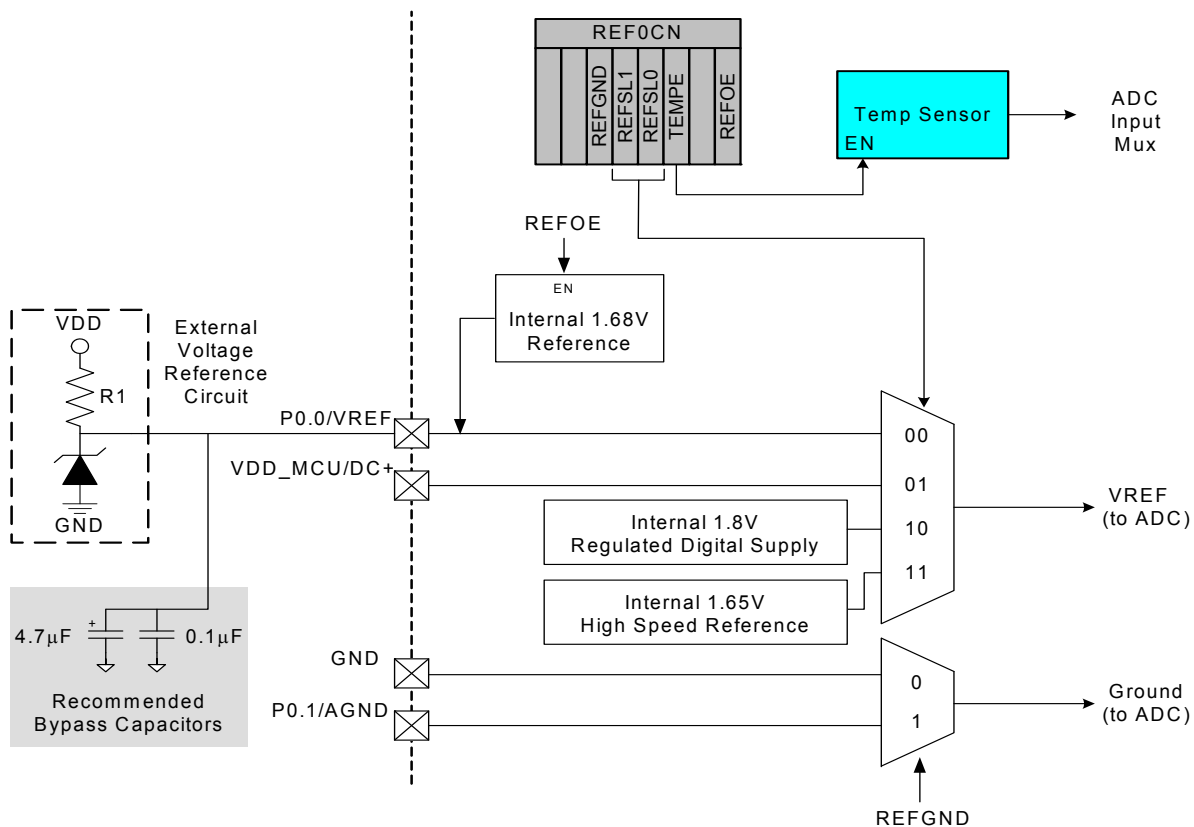 REF0CN
REFGND
REFSL1
REFSL0
TEMPE
REFOE
Temp Sensor
EN
ADC
Input
Mux
REFOE
EN
Internal 1.68V
Reference
VDD
R1
GND
External
Voltage
Reference
Circuit
P0.0/VREF
VDD_MCU/DC+
00
01
10
11
Internal 1.8V
Regulated Digital Supply
Internal 1.65V
High Speed Reference
VREF
(to ADC)
4.7µF
+
0.1µF
Recommended
Bypass Capacitors
GND
P0.1/AGND
0
1
Ground
(to ADC)
REFGND